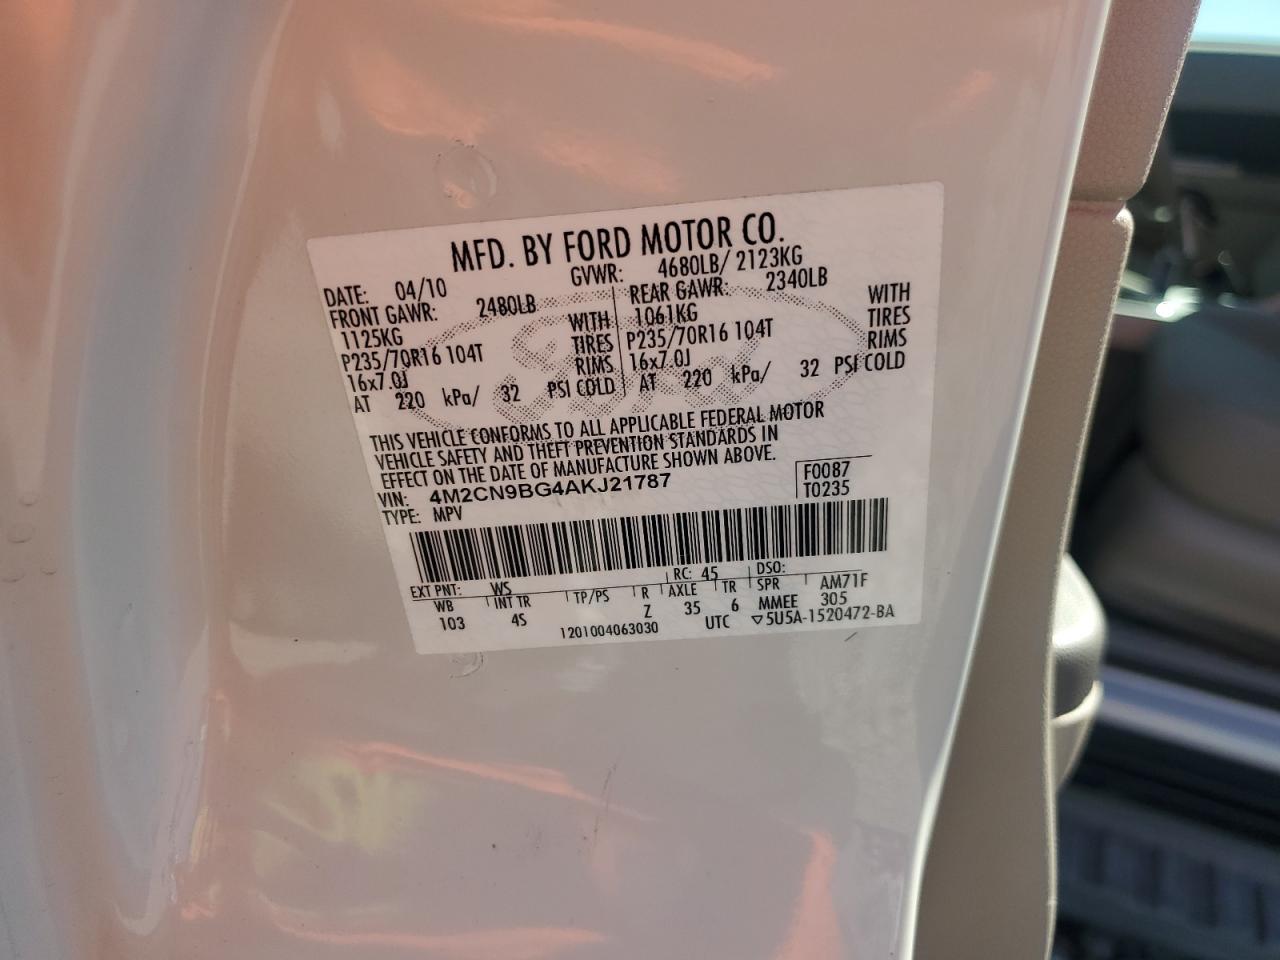 MFD. BY FORD MOTOR CO.
DATE: 04/10 GVWR: 4680LB/ 2123KG
FRONT GAWR: 2480LB REAR GAWR: 2340LB
1125KG WITH 1061KG WITH
P235/70R16 104T TIRES P235/70R16 104T TIRES
16x7.0J RIMS 16x7.0J RIMS
AT 220 kPa/ 32 PSI COLD AT 220 kPa/ 32 PSI COLD
THIS VEHICLE CONFORMS TO ALL APPLICABLE FEDERAL MOTOR
VEHICLE SAFETY AND THEFT PREVENTION STANDARDS IN
EFFECT ON THE DATE OF MANUFACTURE SHOWN ABOVE.
VIN: 4M2CN9BG4AKJ21787 F0087
TYPE: MPV T0235
EXT PNT: WS RC: 45 DSO:
WB INT TR TP/PS R AXLE TR SPR AM71F
103 4S Z 35 6 MMEE 305
1201004063030 UTC ▽5U5A-1520472-BA